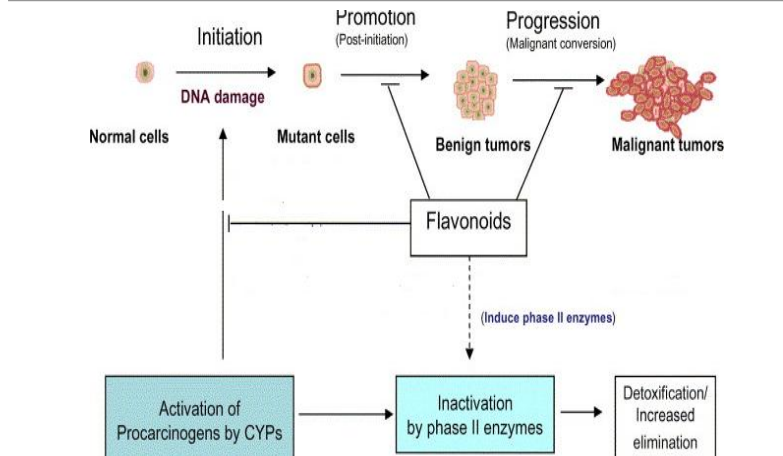 Promotion
Progression
Initiation
(Post-initiation)
(Malignant conversion)
DNA damage
Normal cells
Mutant cells
Benign tumors
Malignant tumors
Flavonoids
(Induce phase II enzymes)
Activation of
Procarcinogens by CYPs
Inactivation
by phase II enzymes
Detoxification/
Increased
elimination